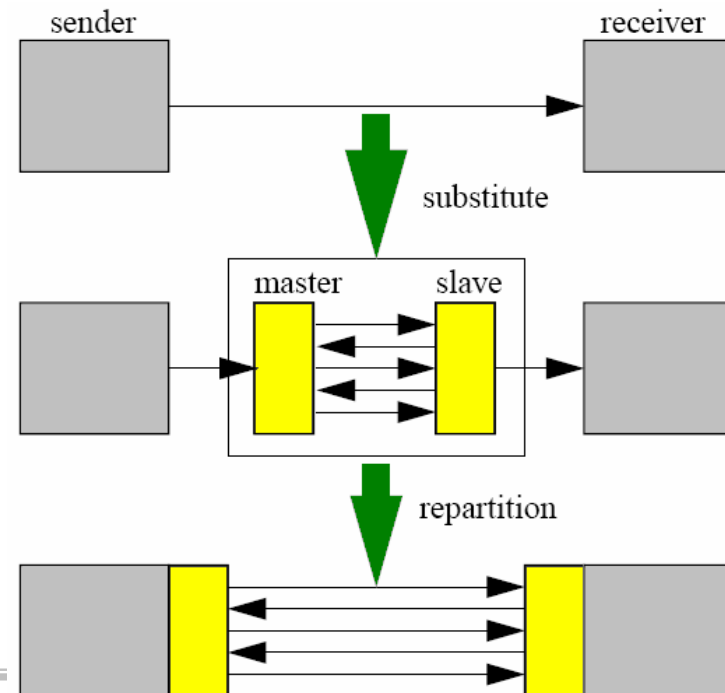 sender
receiver
substitute
master
slave
repartition